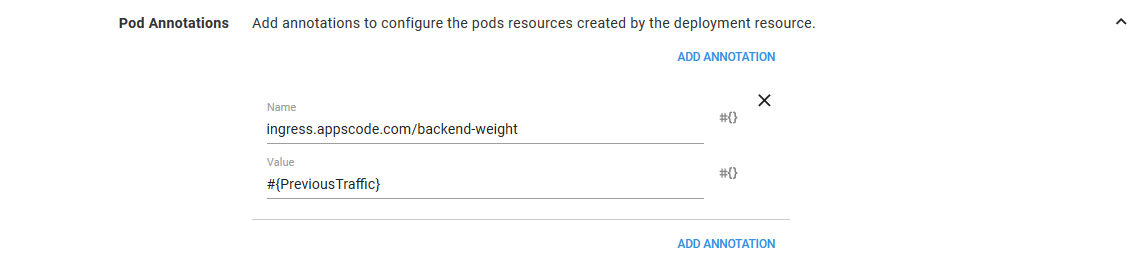 Pod Annotations Add annotations to configure the pods resources created by the deployment resource.
ADD ANNOTATION
Name
ingress.appscode.com/backend-weight #{}
Value
#{PreviousTraffic} #{}
ADD ANNOTATION